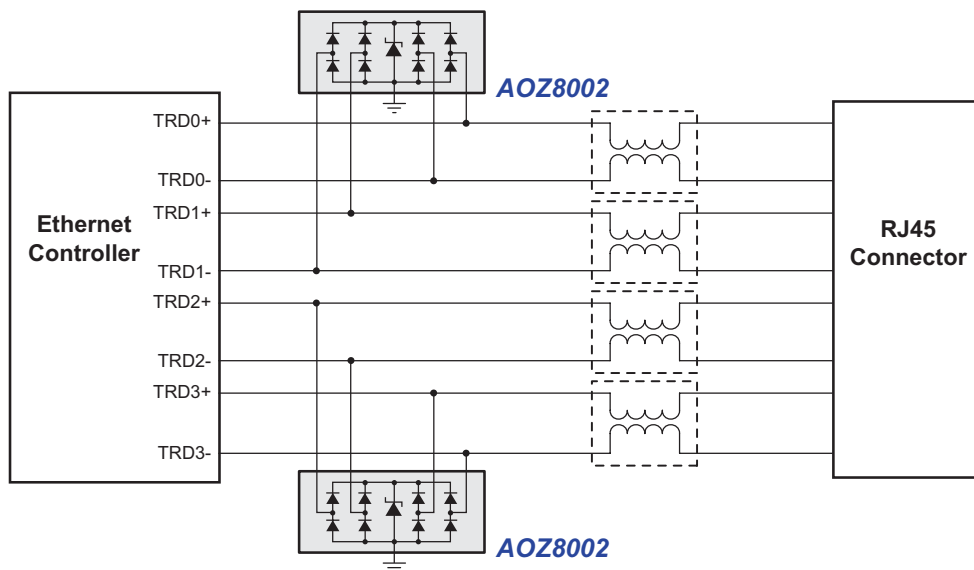 AOZ8002
TRD0+
TRD0-
TRD1+
TRD1-
TRD2+
TRD2-
TRD3+
TRD3-
Ethernet
Controller
RJ45
Connector
AOZ8002